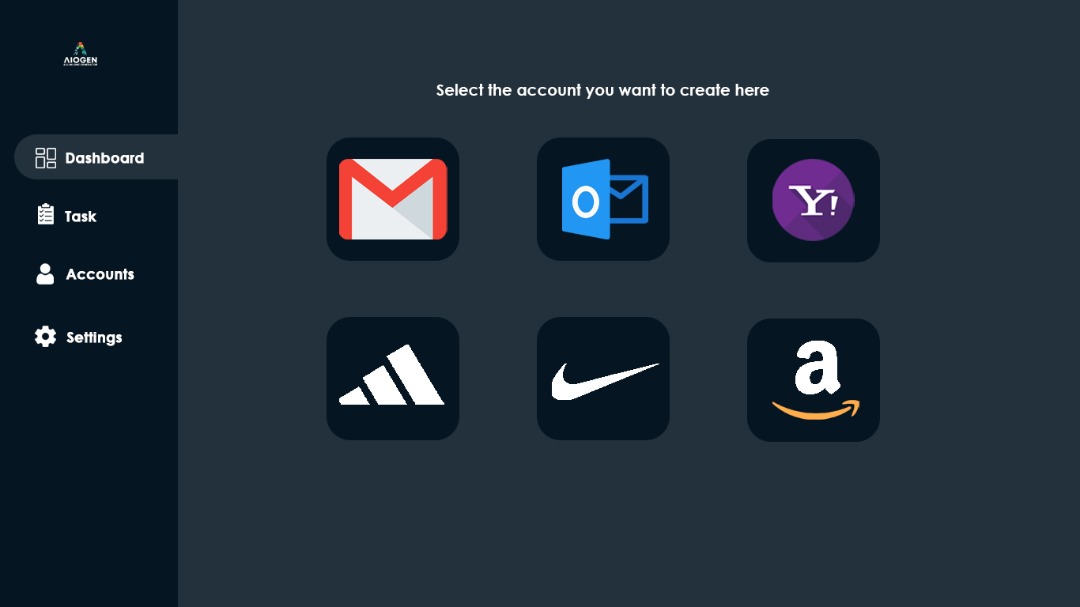 AIOGEN
Select the account you want to create here
Dashboard
Task
Accounts
Settings
O
Y!
a